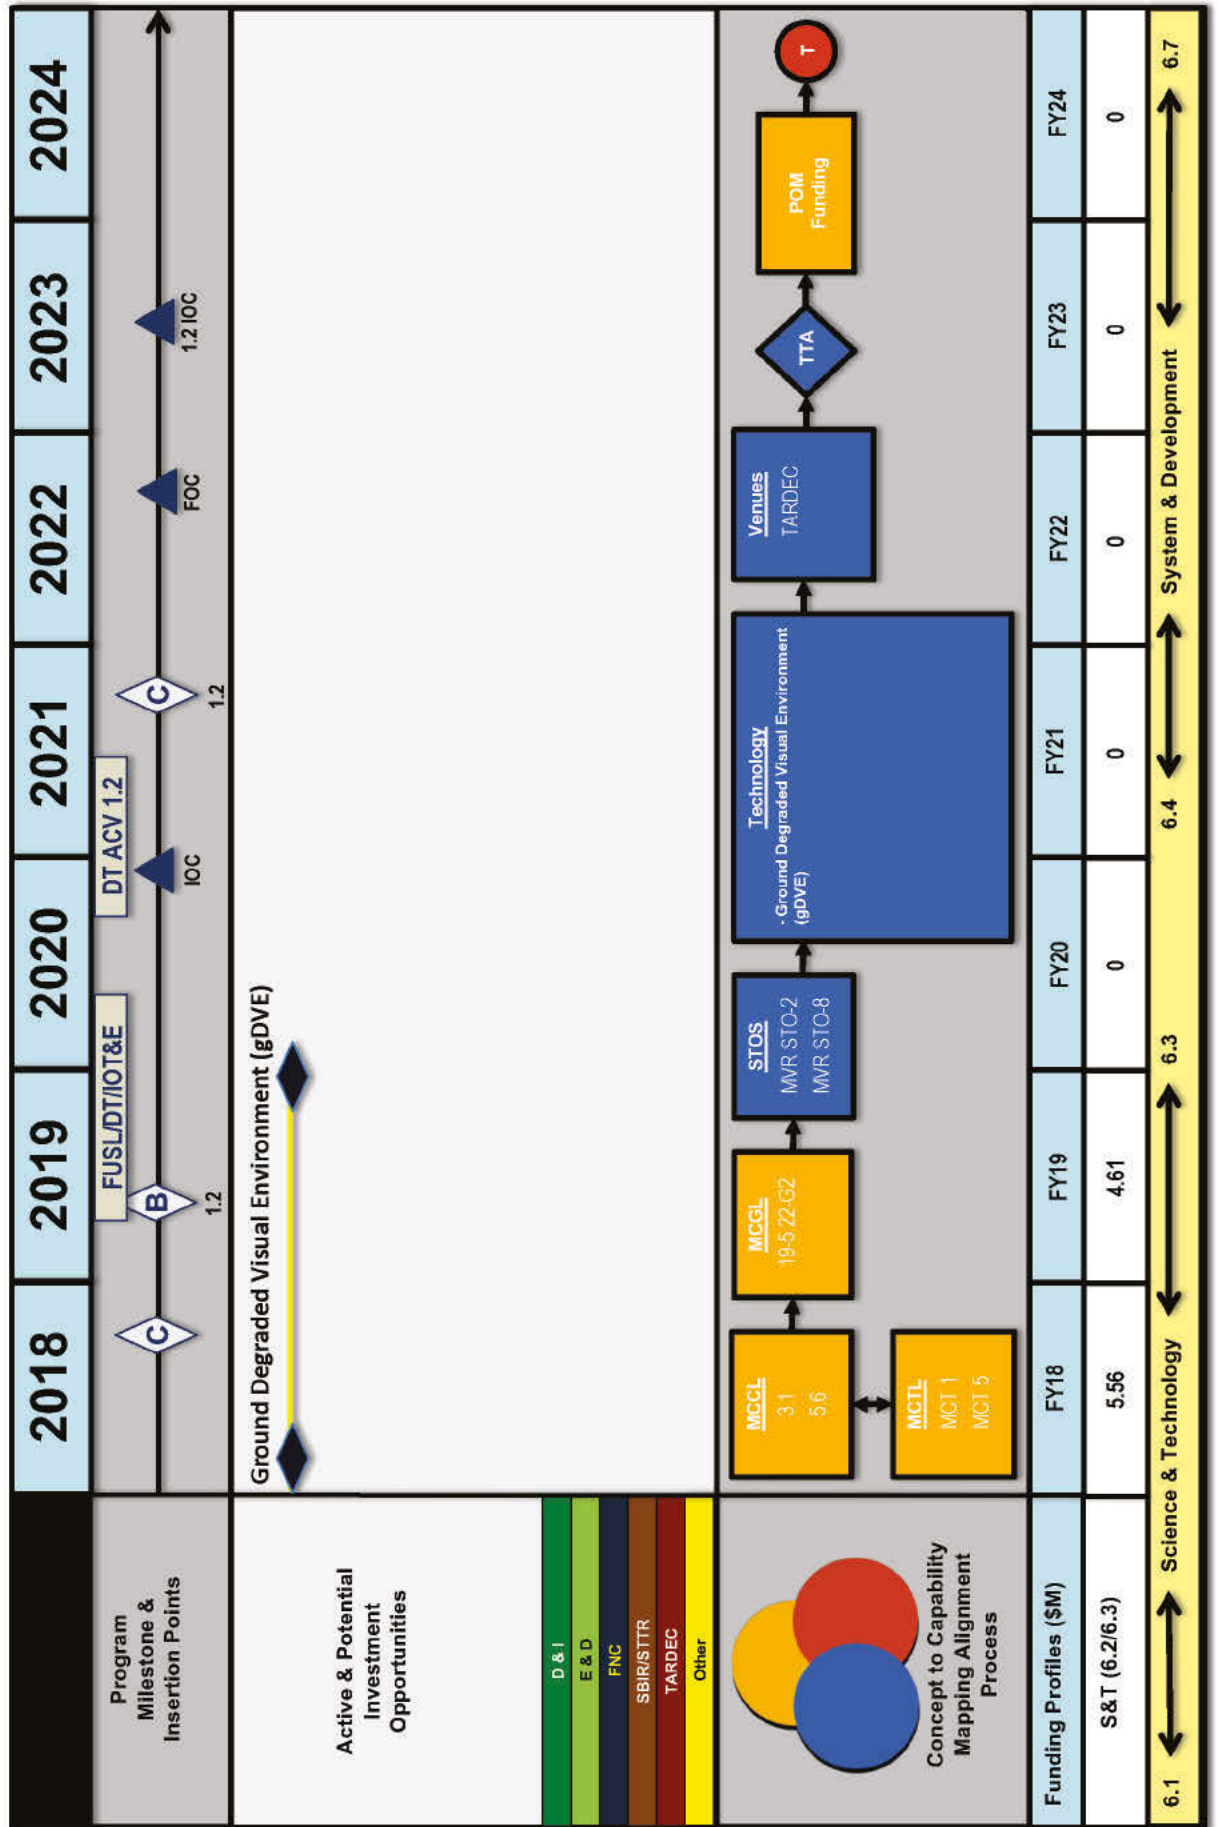 2018
2019
2020
2021
2022
2023
2024
Program
Milestone &
Insertion Points
FUSL/DT/IOT&E
DT ACV 1.2
C
B
1.2
IOC
C
1.2
FOC
1.2 IOC
Active & Potential
Investment
Opportunities
Ground Degraded Visual Environment (gDVE)
D & I
E & D
FNC
SBIR/STTR
TARDEC
Other
Concept to Capability
Mapping Alignment
Process
MCCL
3.1
5.6
MCTL
MCT 1
MCT 5
MCGL
19-5.22-G2
STOS
MVR STO-2
MVR STO-8
Technology
- Ground Degraded Visual Environment
(gDVE)
Venues
TARDEC
TTA
POM
Funding
T
Funding Profiles ($M)
FY18
FY19
FY20
FY21
FY22
FY23
FY24
S&T (6.2/6.3)
5.56
4.61
0
0
0
0
0
6.1
Science & Technology
6.3
6.4
System & Development
6.7